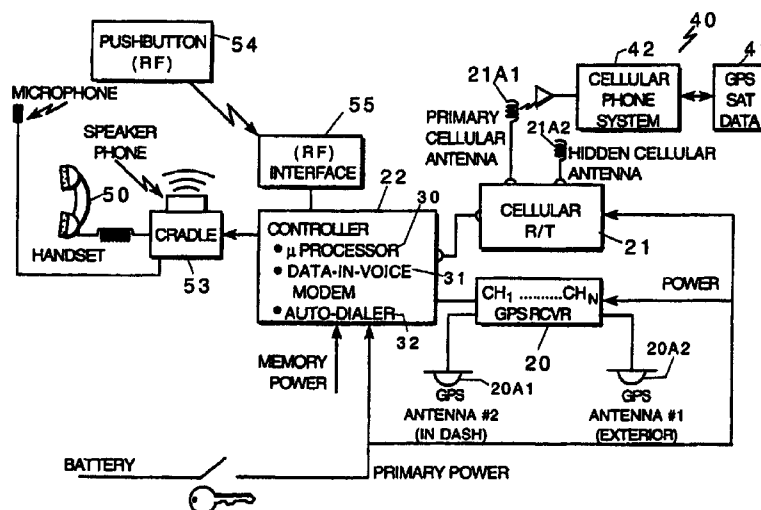 PUSHBUTTON
(RF)
54
MICROPHONE
SPEAKER
PHONE
50
HANDSET
CRADLE
53
55
(RF)
INTERFACE
22
CONTROLLER
• μ PROCESSOR
30
• DATA-IN-VOICE
MODEM
31
• AUTO-DIALER
32
MEMORY
POWER
21A1
PRIMARY
CELLULAR
ANTENNA
21A2
HIDDEN CELLULAR
ANTENNA
42
CELLULAR
PHONE
SYSTEM
40
GPS
SAT
DATA
CELLULAR
R/T
21
POWER
CH1 ..........CHN
GPS RCVR
20
20A1
GPS
ANTENNA #2
(IN DASH)
20A2
GPS
ANTENNA #1
(EXTERIOR)
BATTERY
PRIMARY POWER